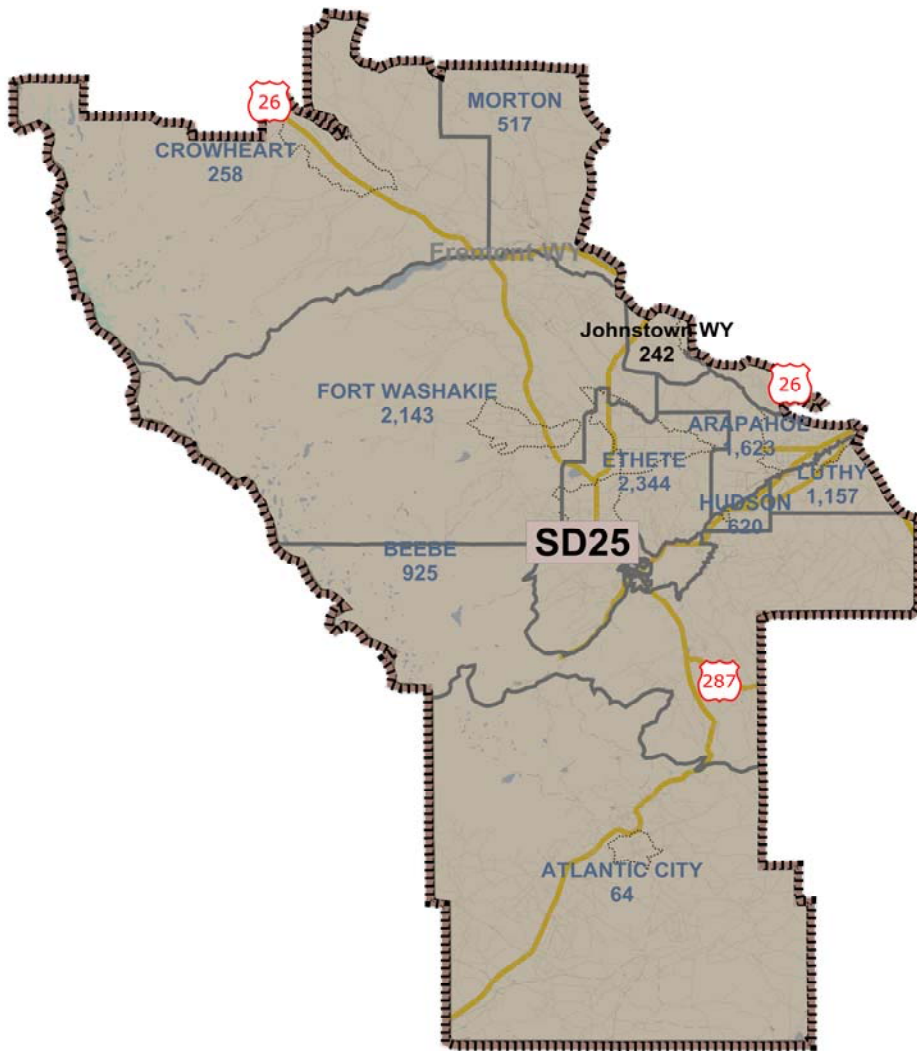 26
MORTON
517
CROWHEART
258
Fremont WY
Johnstown WY
242
26
FORT WASHAKIE
2,143
ARAPAHOE
1,623
ETHETE
2,344
LUTHY
1,157
HUDSON
620
SD25
BEEBE
925
287
ATLANTIC CITY
64